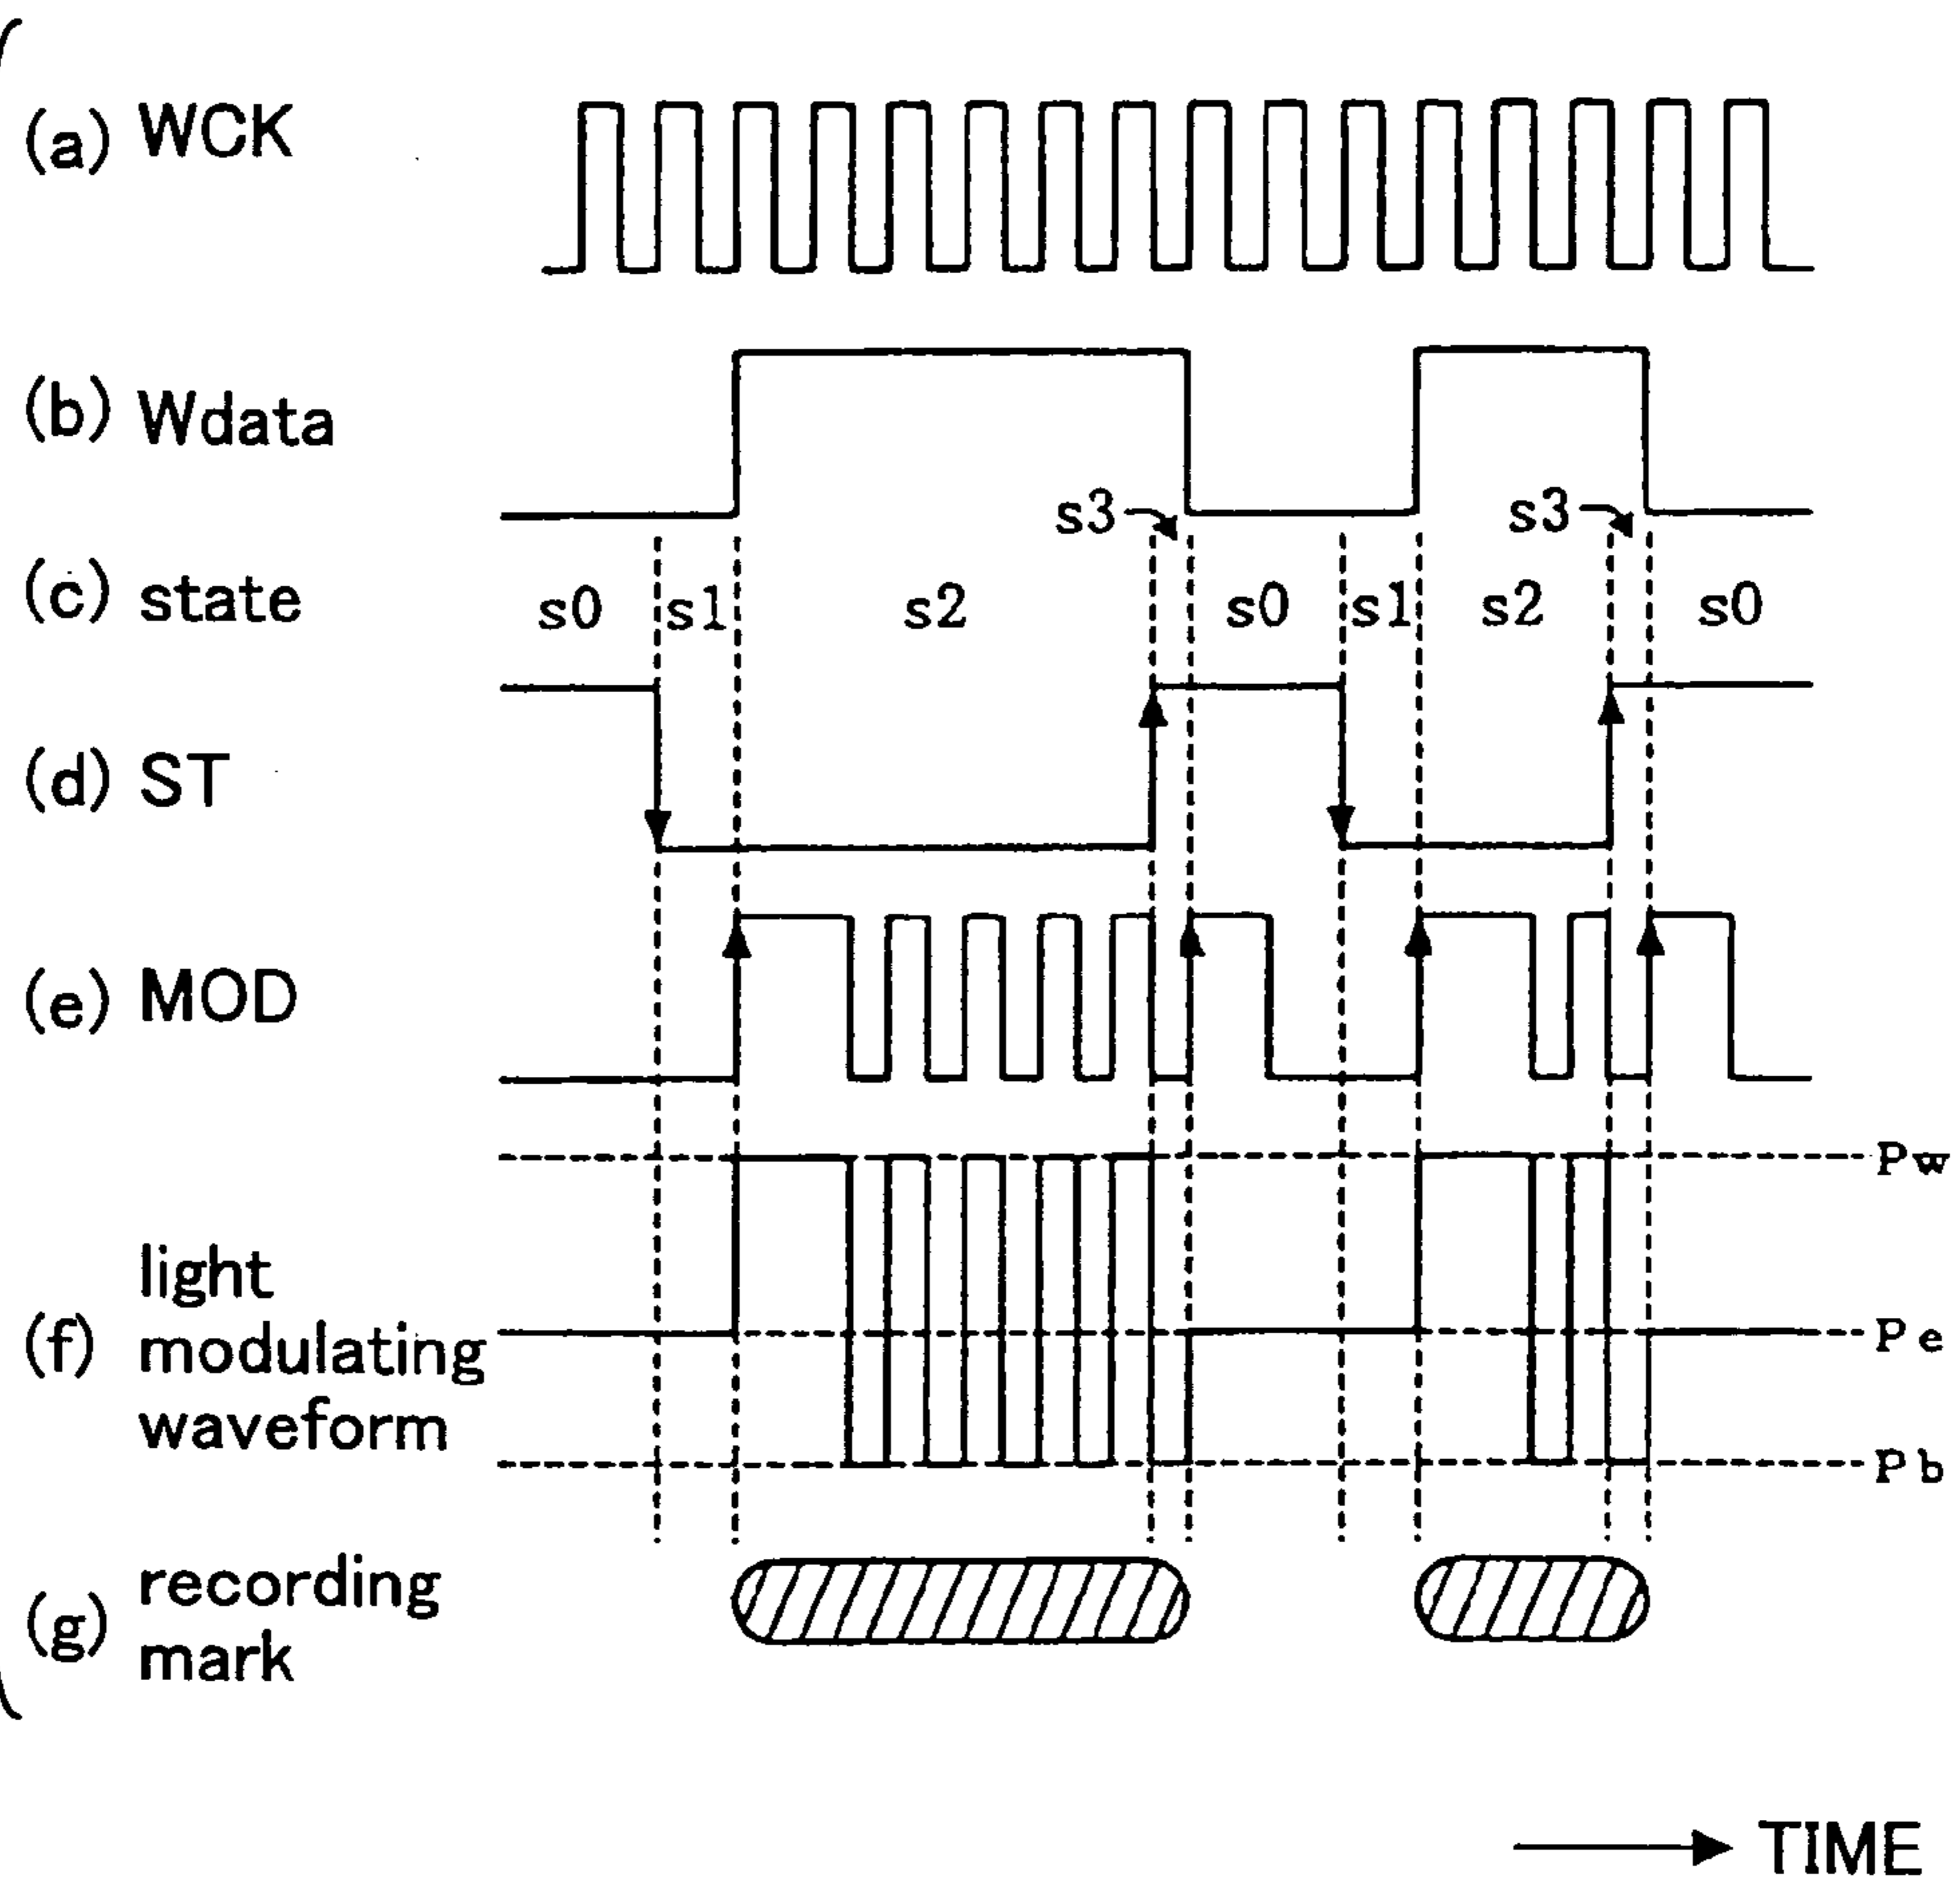 (a) WCK
(b) Wdata
s3 s3
(c) state s0 s1 s2 s0 s1 s2 s0
(d) ST
(e) MOD
Pw
light
(f) modulating Pe
waveform
Pb
recording
(g)
mark
TIME